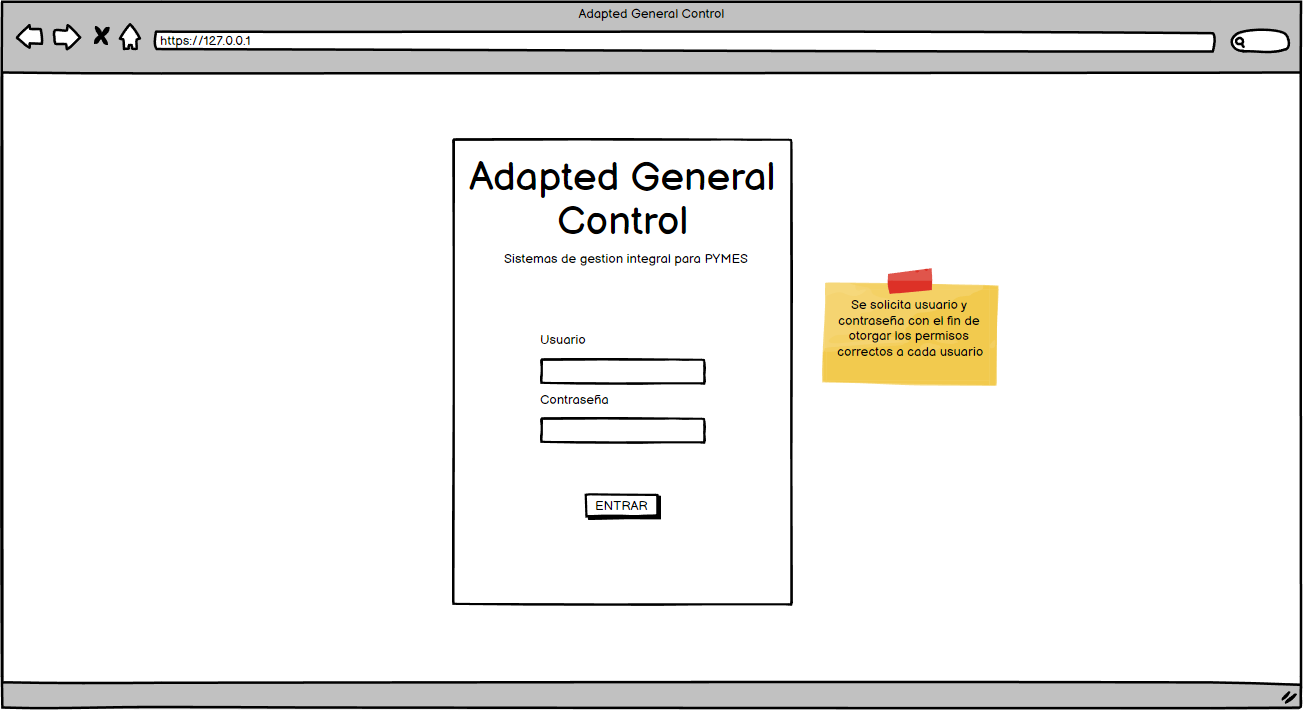 Adapted General Control
https://127.0.0.1
Adapted General
Control
Sistemas de gestion integral para PYMES
Usuario
Contraseña
ENTRAR
Se solicita usuario y
contraseña con el fin de
otorgar los permisos
correctos a cada usuario